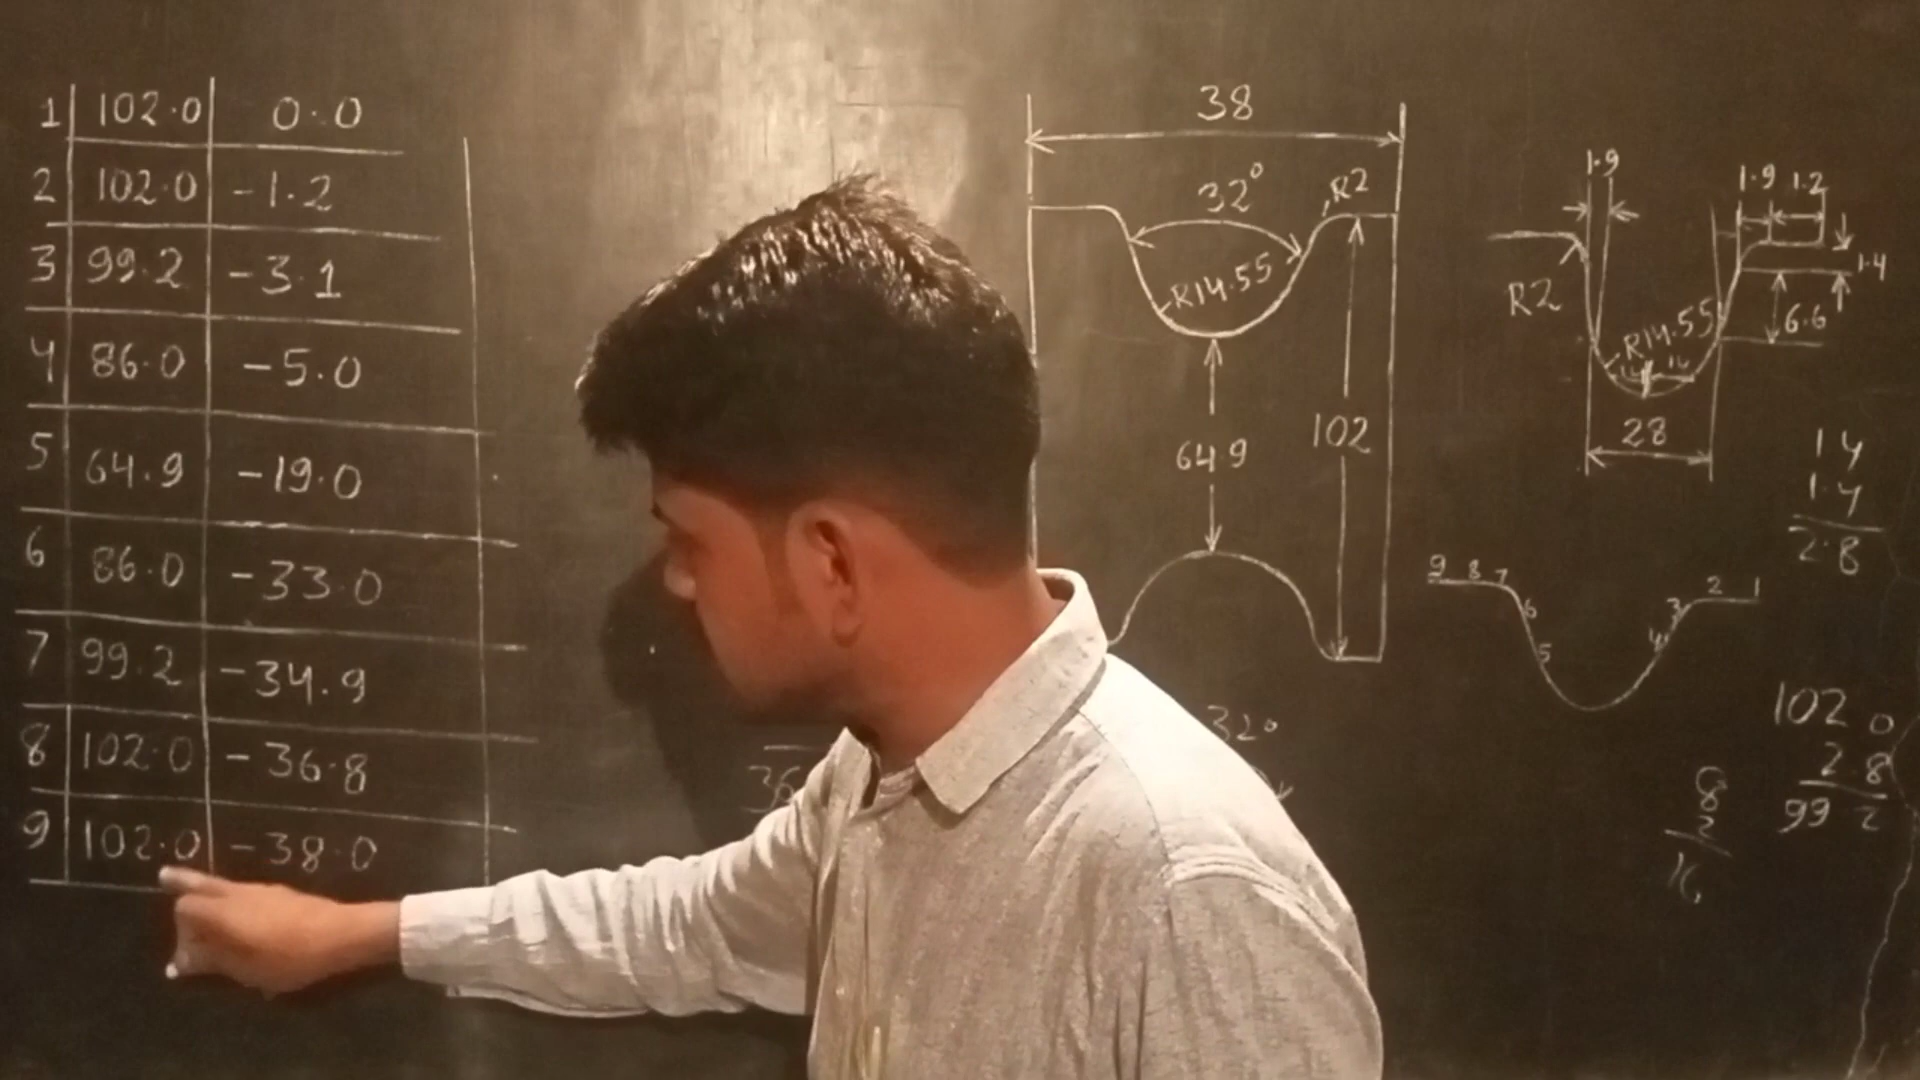 1 102.0 0.0
2 102.0 -1.2
3 99.2 -3.1
4 86.0 -5.0
5 64.9 -19.0
6 86.0 -33.0
7 99.2 -34.9
8 102.0 -36.8
9 102.0 -38.0
38
32°
R2
R14.55
64.9
102
32°
36
1.9
1.9 1.2
1.4
R2
6.6
R14.55
14 14
28
14
1.4
2.8
9 8 7
6
5
4
3
2 1
102 0
2.8
99 2
8
2
16